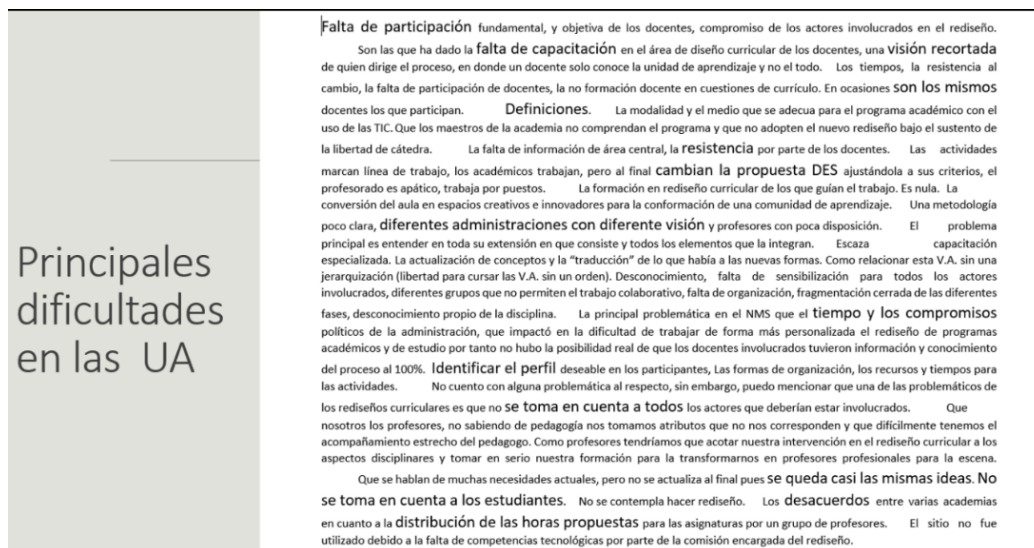 Principales
dificultades
en las UA
Falta de participación fundamental, y objetiva de los docentes, compromiso de los actores involucrados en el rediseño.
Son las que ha dado la falta de capacitación en el área de diseño curricular de los docentes, una visión recortada
de quien dirige el proceso, en donde un docente solo conoce la unidad de aprendizaje y no el todo. Los tiempos, la resistencia al
cambio, la falta de participación de docentes, la no formación docente en cuestiones de currículo. En ocasiones son los mismos
docentes los que participan. Definiciones. La modalidad y el medio que se adecua para el programa académico con el
uso de las TIC. Que los maestros de la academia no comprendan el programa y que no adopten el nuevo rediseño bajo el sustento de
la libertad de cátedra. La falta de información de área central, la resistencia por parte de los docentes. Las actividades
marcan línea de trabajo, los académicos trabajan, pero al final cambian la propuesta DES ajustándola a sus criterios, el
profesorado es apático, trabaja por puestos. La formación en rediseño curricular de los que guían el trabajo. Es nula. La
conversión del aula en espacios creativos e innovadores para la conformación de una comunidad de aprendizaje. Una metodología
poco clara, diferentes administraciones con diferente visión y profesores con poca disposición. El problema
principal es entender en toda su extensión en que consiste y todos los elementos que la integran. Escaza capacitación
especializada. La actualización de conceptos y la “traducción” de lo que había a las nuevas formas. Como relacionar esta V.A. sin una
jerarquización (libertad para cursar las V.A. sin un orden). Desconocimiento, falta de sensibilización para todos los actores
involucrados, diferentes grupos que no permiten el trabajo colaborativo, falta de organización, fragmentación cerrada de las diferentes
fases, desconocimiento propio de la disciplina. La principal problemática en el NMS que el tiempo y los compromisos
políticos de la administración, que impactó en la dificultad de trabajar de forma más personalizada el rediseño de programas
académicos y de estudio por tanto no hubo la posibilidad real de que los docentes involucrados tuvieron información y conocimiento
del proceso al 100%. Identificar el perfil deseable en los participantes, Las formas de organización, los recursos y tiempos para
las actividades. No cuento con alguna problemática al respecto, sin embargo, puedo mencionar que una de las problemáticas de
los rediseños curriculares es que no se toma en cuenta a todos los actores que deberían estar involucrados. Que
nosotros los profesores, no sabiendo de pedagogía nos tomamos atributos que no nos corresponden y que difícilmente tenemos el
acompañamiento estrecho del pedagogo. Como profesores tendríamos que acotar nuestra intervención en el rediseño curricular a los
aspectos disciplinares y tomar en serio nuestra formación para la transformarnos en profesores profesionales para la escena.
Que se hablan de muchas necesidades actuales, pero no se actualiza al final pues se queda casi las mismas ideas. No
se toma en cuenta a los estudiantes. No se contempla hacer rediseño. Los desacuerdos entre varias academias
en cuanto a la distribución de las horas propuestas para las asignaturas por un grupo de profesores. El sitio no fue
utilizado debido a la falta de competencias tecnológicas por parte de la comisión encargada del rediseño.